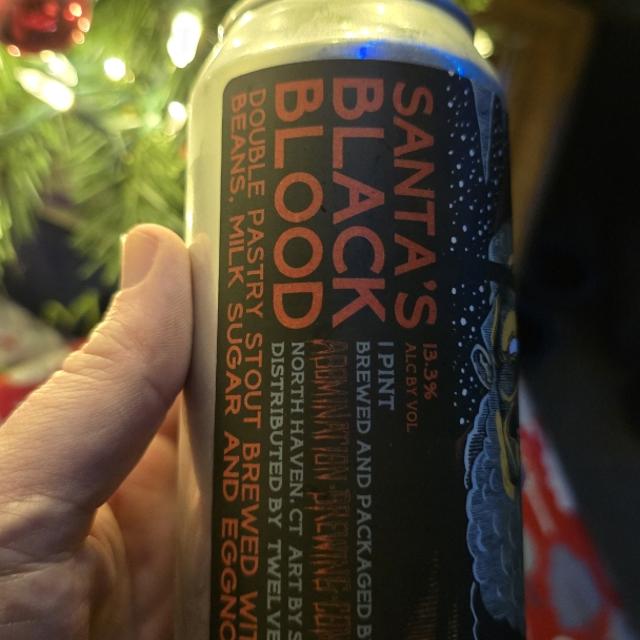 SANTA'S
BLACK
BLOOD
DOUBLE PASTRY STOUT BREWED WIT
BEANS, MILK SUGAR AND EGGNO
13.3%
ALC BY VOL
1 PINT
BREWED AND PACKAGED B
ABOMINATION BREWING COM
NORTH HAVEN, CT ART BY S
DISTRIBUTED BY TWELVE